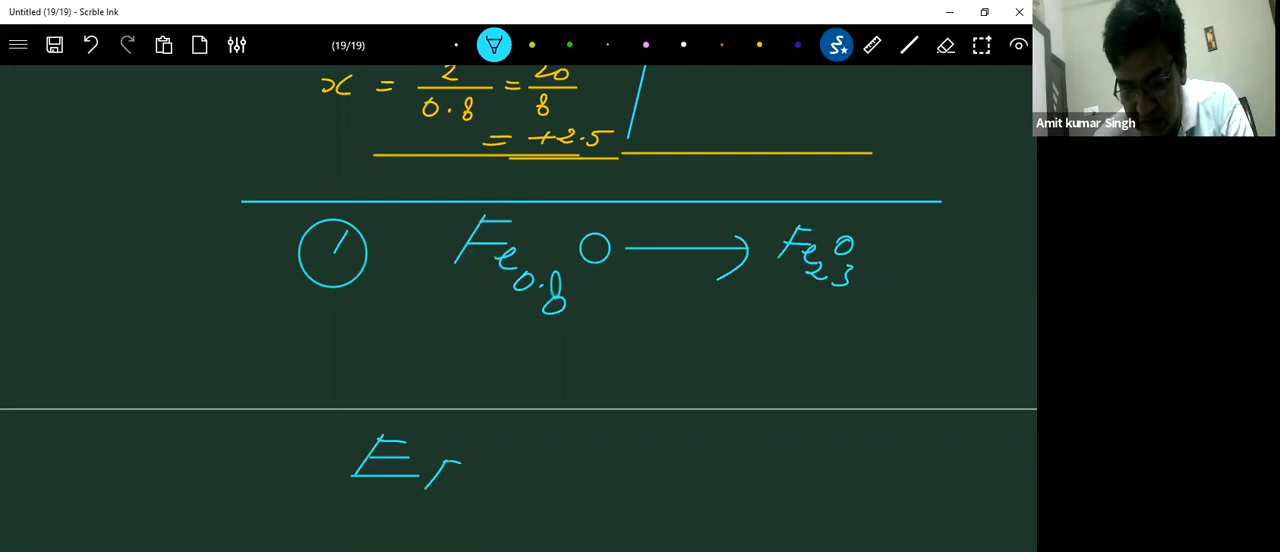 Untitled (19/19) - Scrble Ink
(19/19)
Amit kumar Singh
x = 2/0.8 = 20/8
= +2.5
1 Fe0.8O → Fe2O3
Er